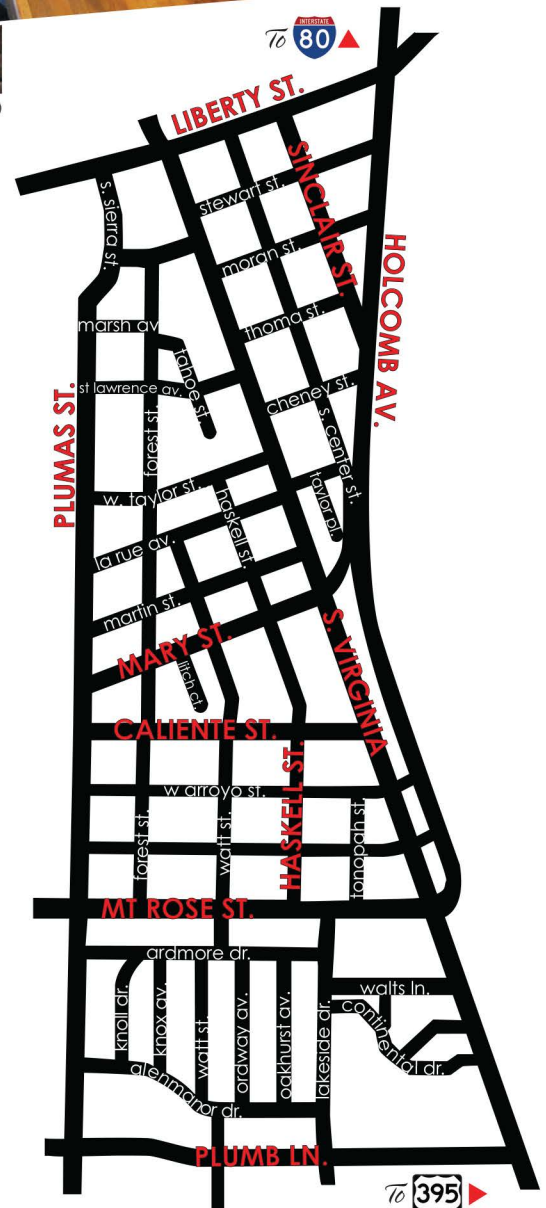 To INTERSTATE 80
LIBERTY ST.
SINCLAIR ST.
stewart st.
s. sierra st.
moran st.
HOLCOMB AV.
thoma st.
marsh av
tahoe st.
st lawrence av.
cheney st.
PLUMAS ST.
forest st.
s. center st.
w. taylor st.
haskell st.
taylor pl.
la rue av.
martin st.
MARY ST.
litch ct.
S. VIRGINIA
CALIENTE ST.
w arroyo st.
HASKELL ST.
forest st.
watt st.
tonopah st.
MT ROSE ST.
ardmore dr.
walts ln.
knoll dr.
knox av.
watt st.
ordway av.
oakhurst av.
lakeside dr.
continental dr.
glenmanor dr.
PLUMB LN.
To 395